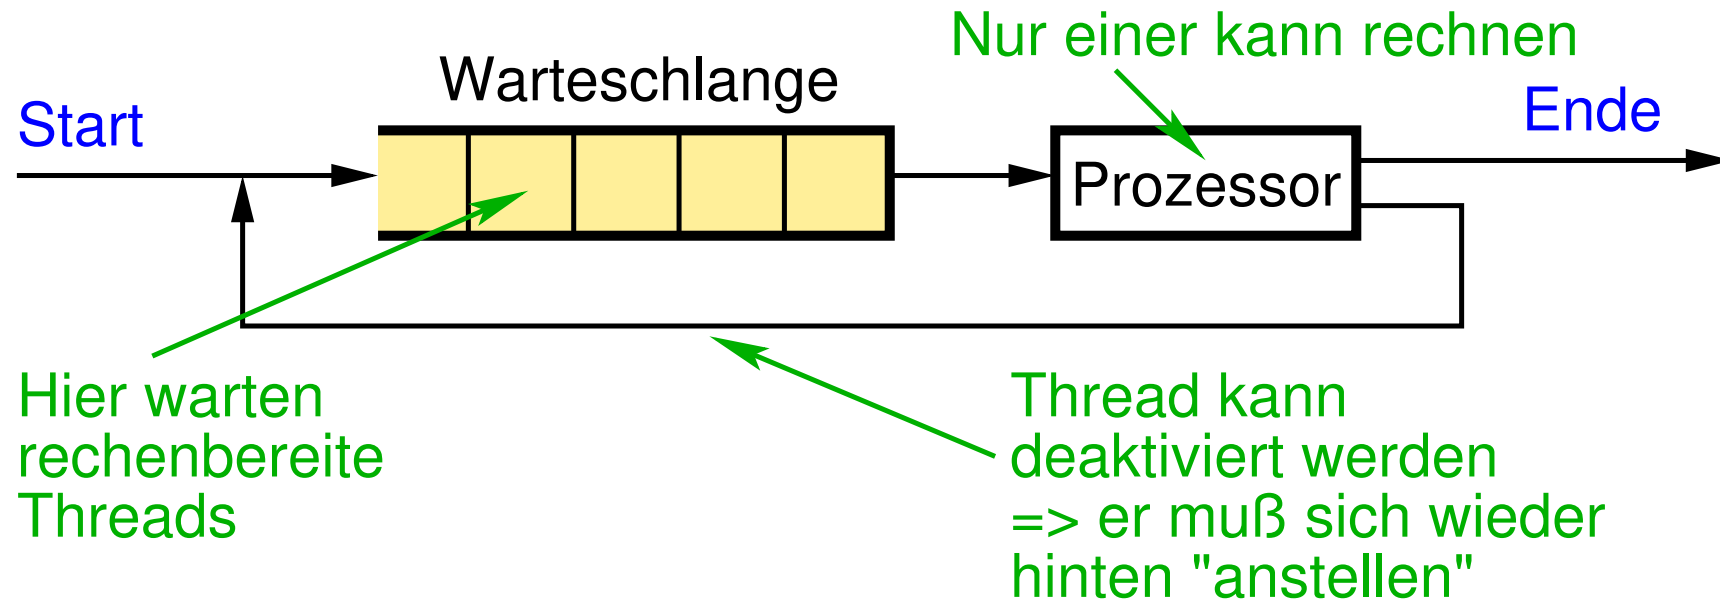 Nur einer kann rechnen
Warteschlange
Start
Ende
Prozessor
Hier warten
rechenbereite
Threads
Thread kann
deaktiviert werden
=> er muß sich wieder
hinten "anstellen"